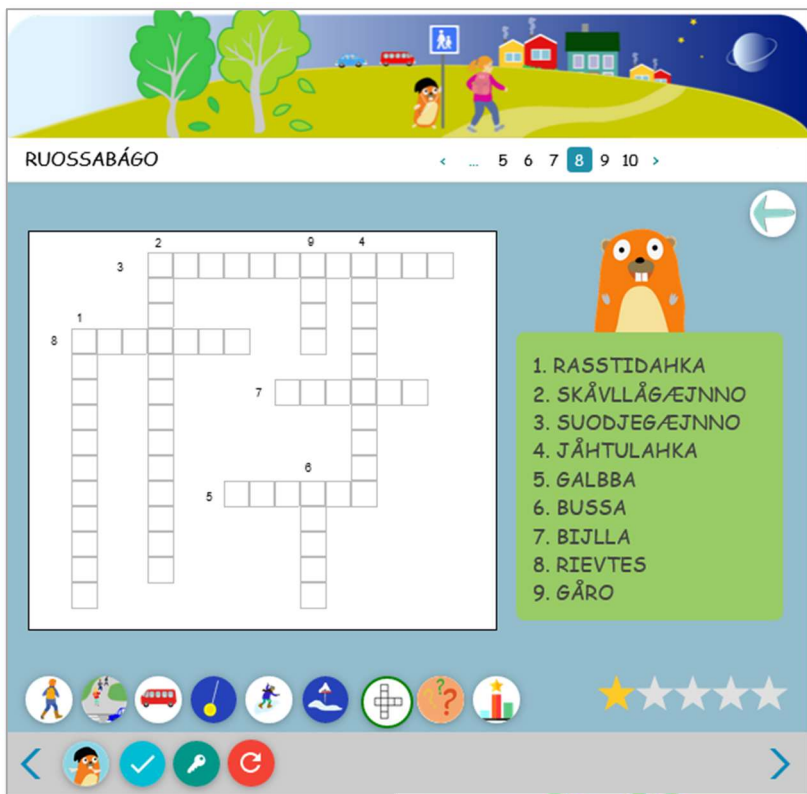 RUOSSABÁGO
‹ ... 5 6 7 8 9 10 ›
2 9 4
3
1
8
7
6
5
1. RASSTIDAHKA
2. SKÅVLLÅGÆJNNO
3. SUODJEGÆJNNO
4. JÅHTULAHKA
5. GALBBA
6. BUSSA
7. BIJLLA
8. RIEVTES
9. GÅRO